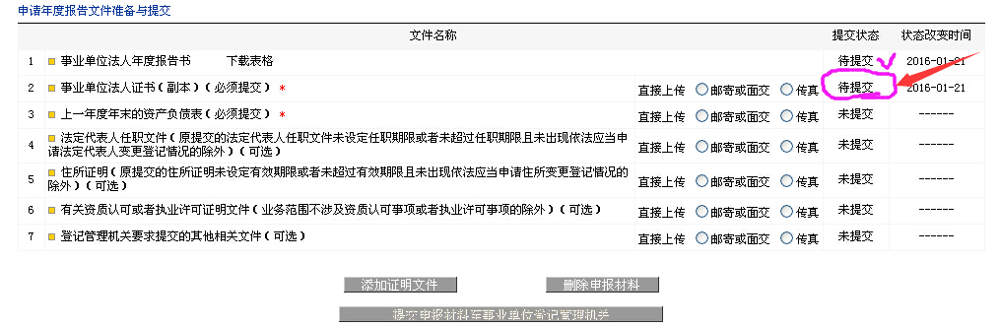 申请年度报告文件准备与提交
文件名称 提交状态 状态改变时间
1 事业单位法人年度报告书 下载表格 待提交 2016-01-21
2 事业单位法人证书(副本)(必须提交) * 直接上传 邮寄或面交 传真 待提交 2016-01-21
3 上一年度年末的资产负债表(必须提交) * 直接上传 邮寄或面交 传真 未提交 ------
4 法定代表人任职文件(原提交的法定代表人任职文件未设定任职期限或者未超过任职期限且未出现依法应当申
请法定代表人变更登记情况的除外)(可选) 直接上传 邮寄或面交 传真 未提交 ------
5 住所证明(原提交的住所证明未设定有效期限或者未超过有效期限且未出现依法应当申请住所变更登记情况的
除外)(可选) 直接上传 邮寄或面交 传真 未提交 ------
6 有关资质认可或者执业许可证明文件(业务范围不涉及资质认可事项或者执业许可事项的除外)(可选) 直接上传 邮寄或面交 传真 未提交 ------
7 登记管理机关要求提交的其他相关文件(可选) 直接上传 邮寄或面交 传真 未提交 ------
添加证明文件 删除申报材料
提交申报材料至事业单位登记管理机关